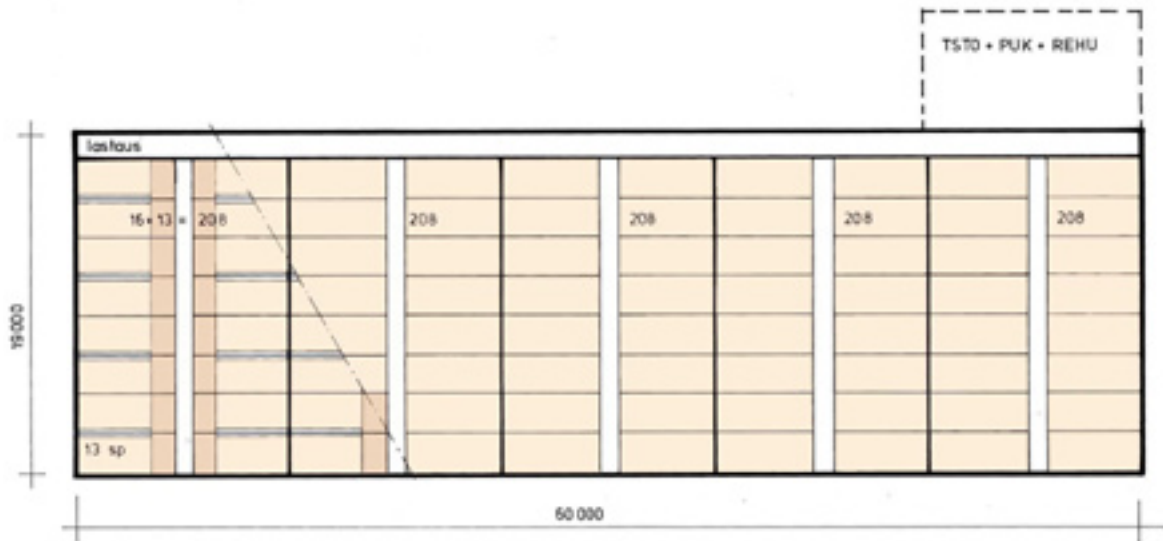 TSTO + PUK + REHU
lastaus
16 * 13 = 208
208
208
208
208
19000
13 sp
60 000